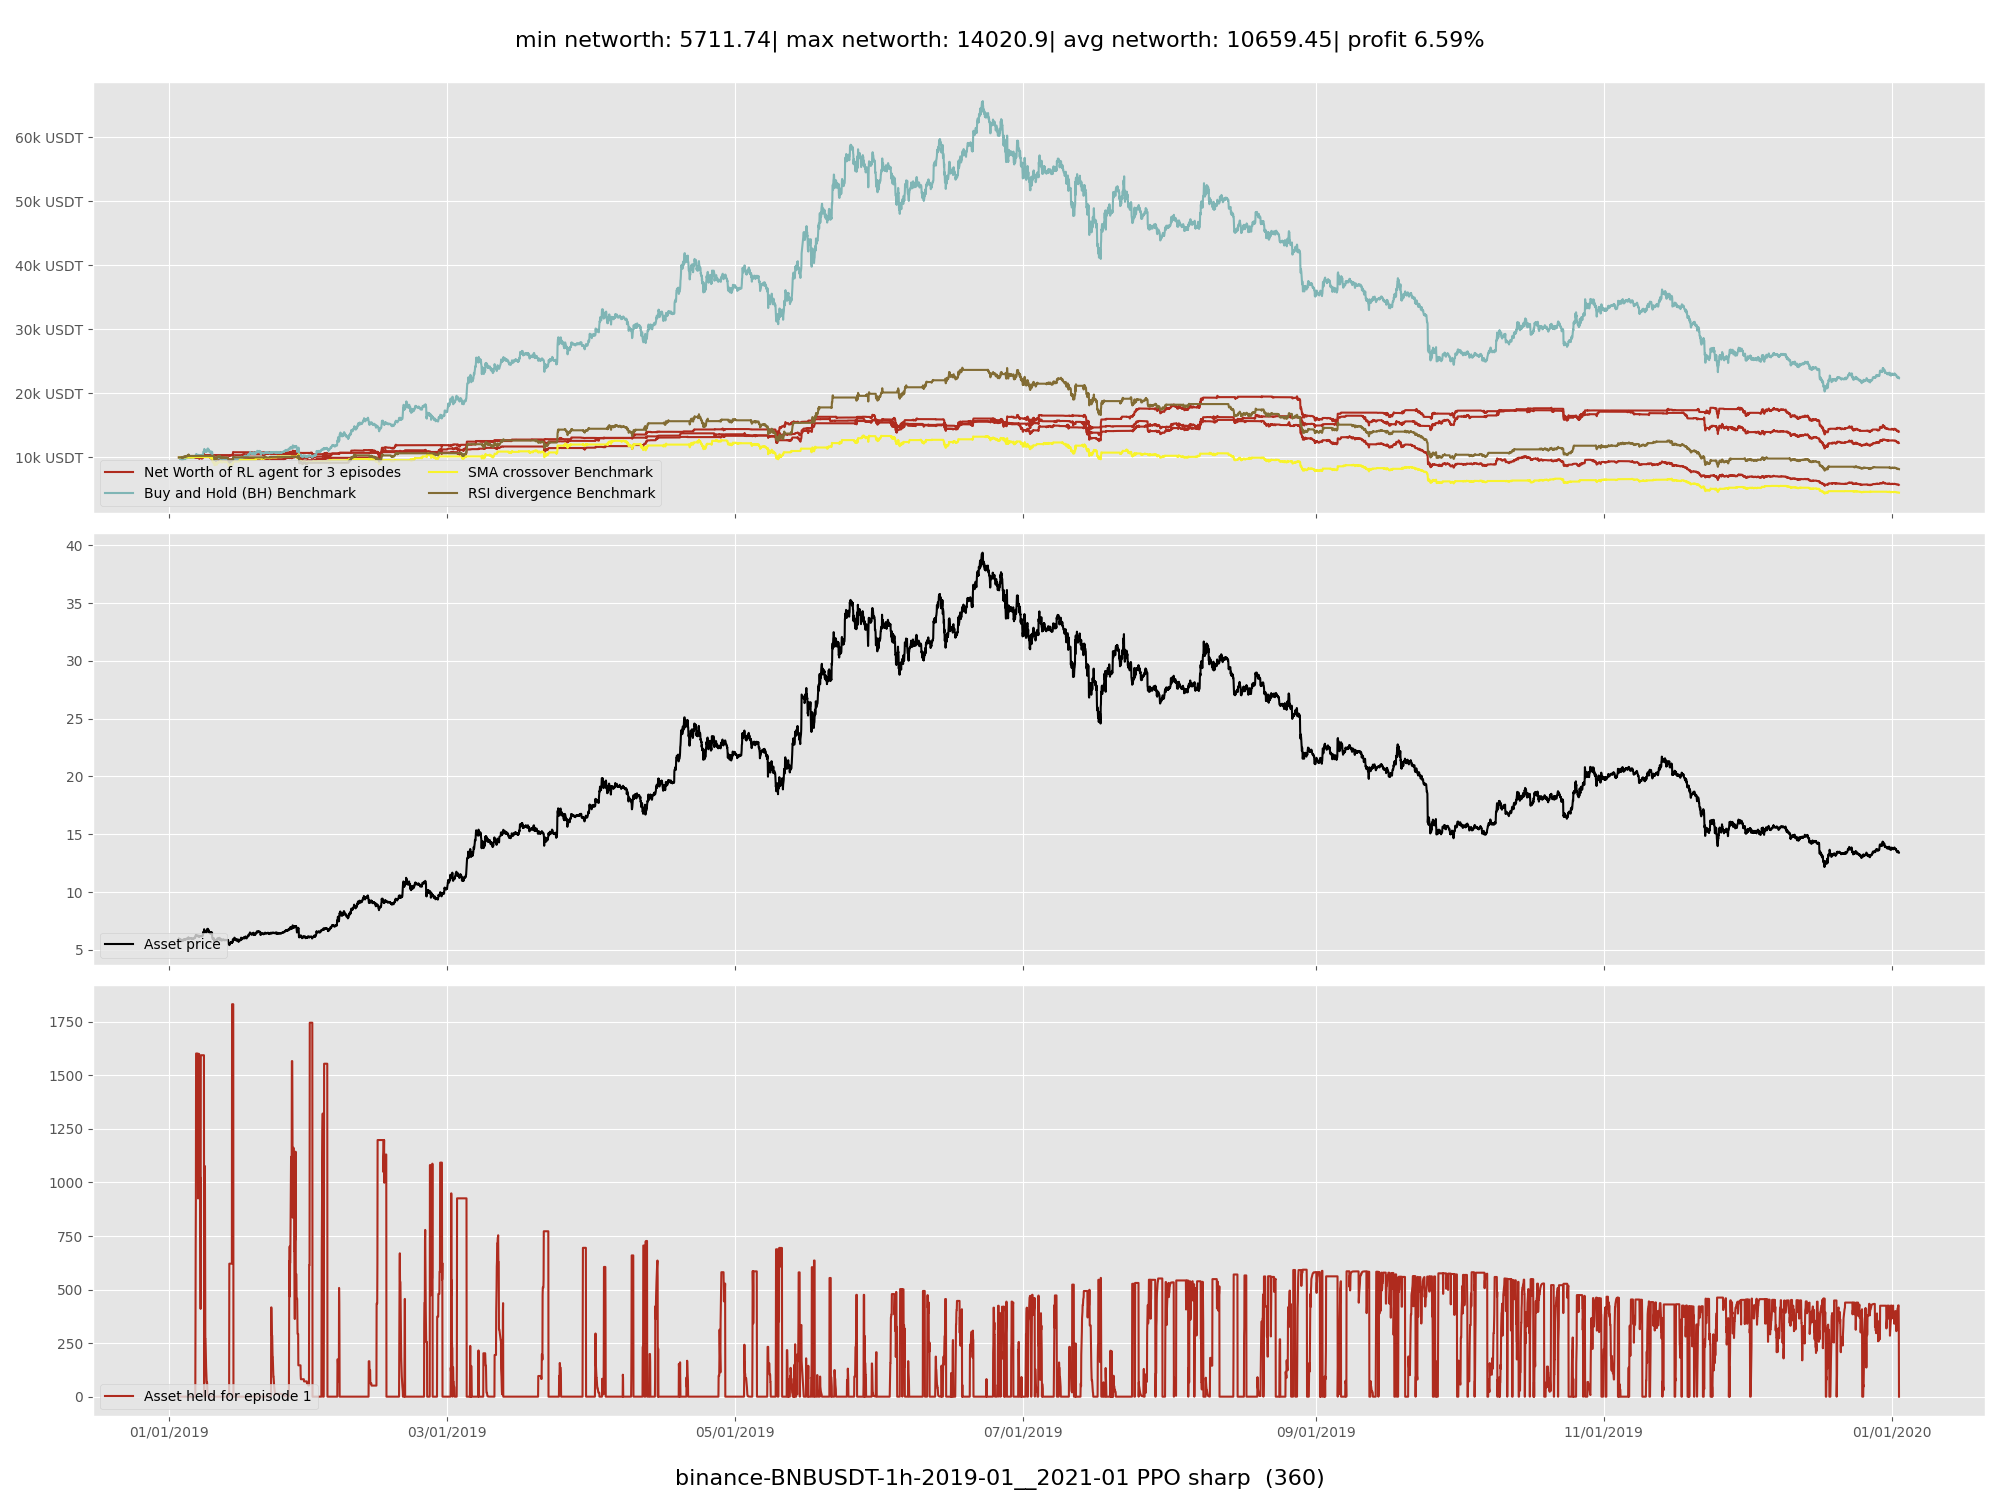 min networth: 5711.74| max networth: 14020.9| avg networth: 10659.45| profit 6.59%
60k USDT
50k USDT
40k USDT
30k USDT
20k USDT
10k USDT
Net Worth of RL agent for 3 episodes
Buy and Hold (BH) Benchmark
SMA crossover Benchmark
RSI divergence Benchmark
40
35
30
25
20
15
10
5
Asset price
1750
1500
1250
1000
750
500
250
0
Asset held for episode 1
01/01/2019
03/01/2019
05/01/2019
07/01/2019
09/01/2019
11/01/2019
01/01/2020
binance-BNBUSDT-1h-2019-01__2021-01 PPO sharp  (360)